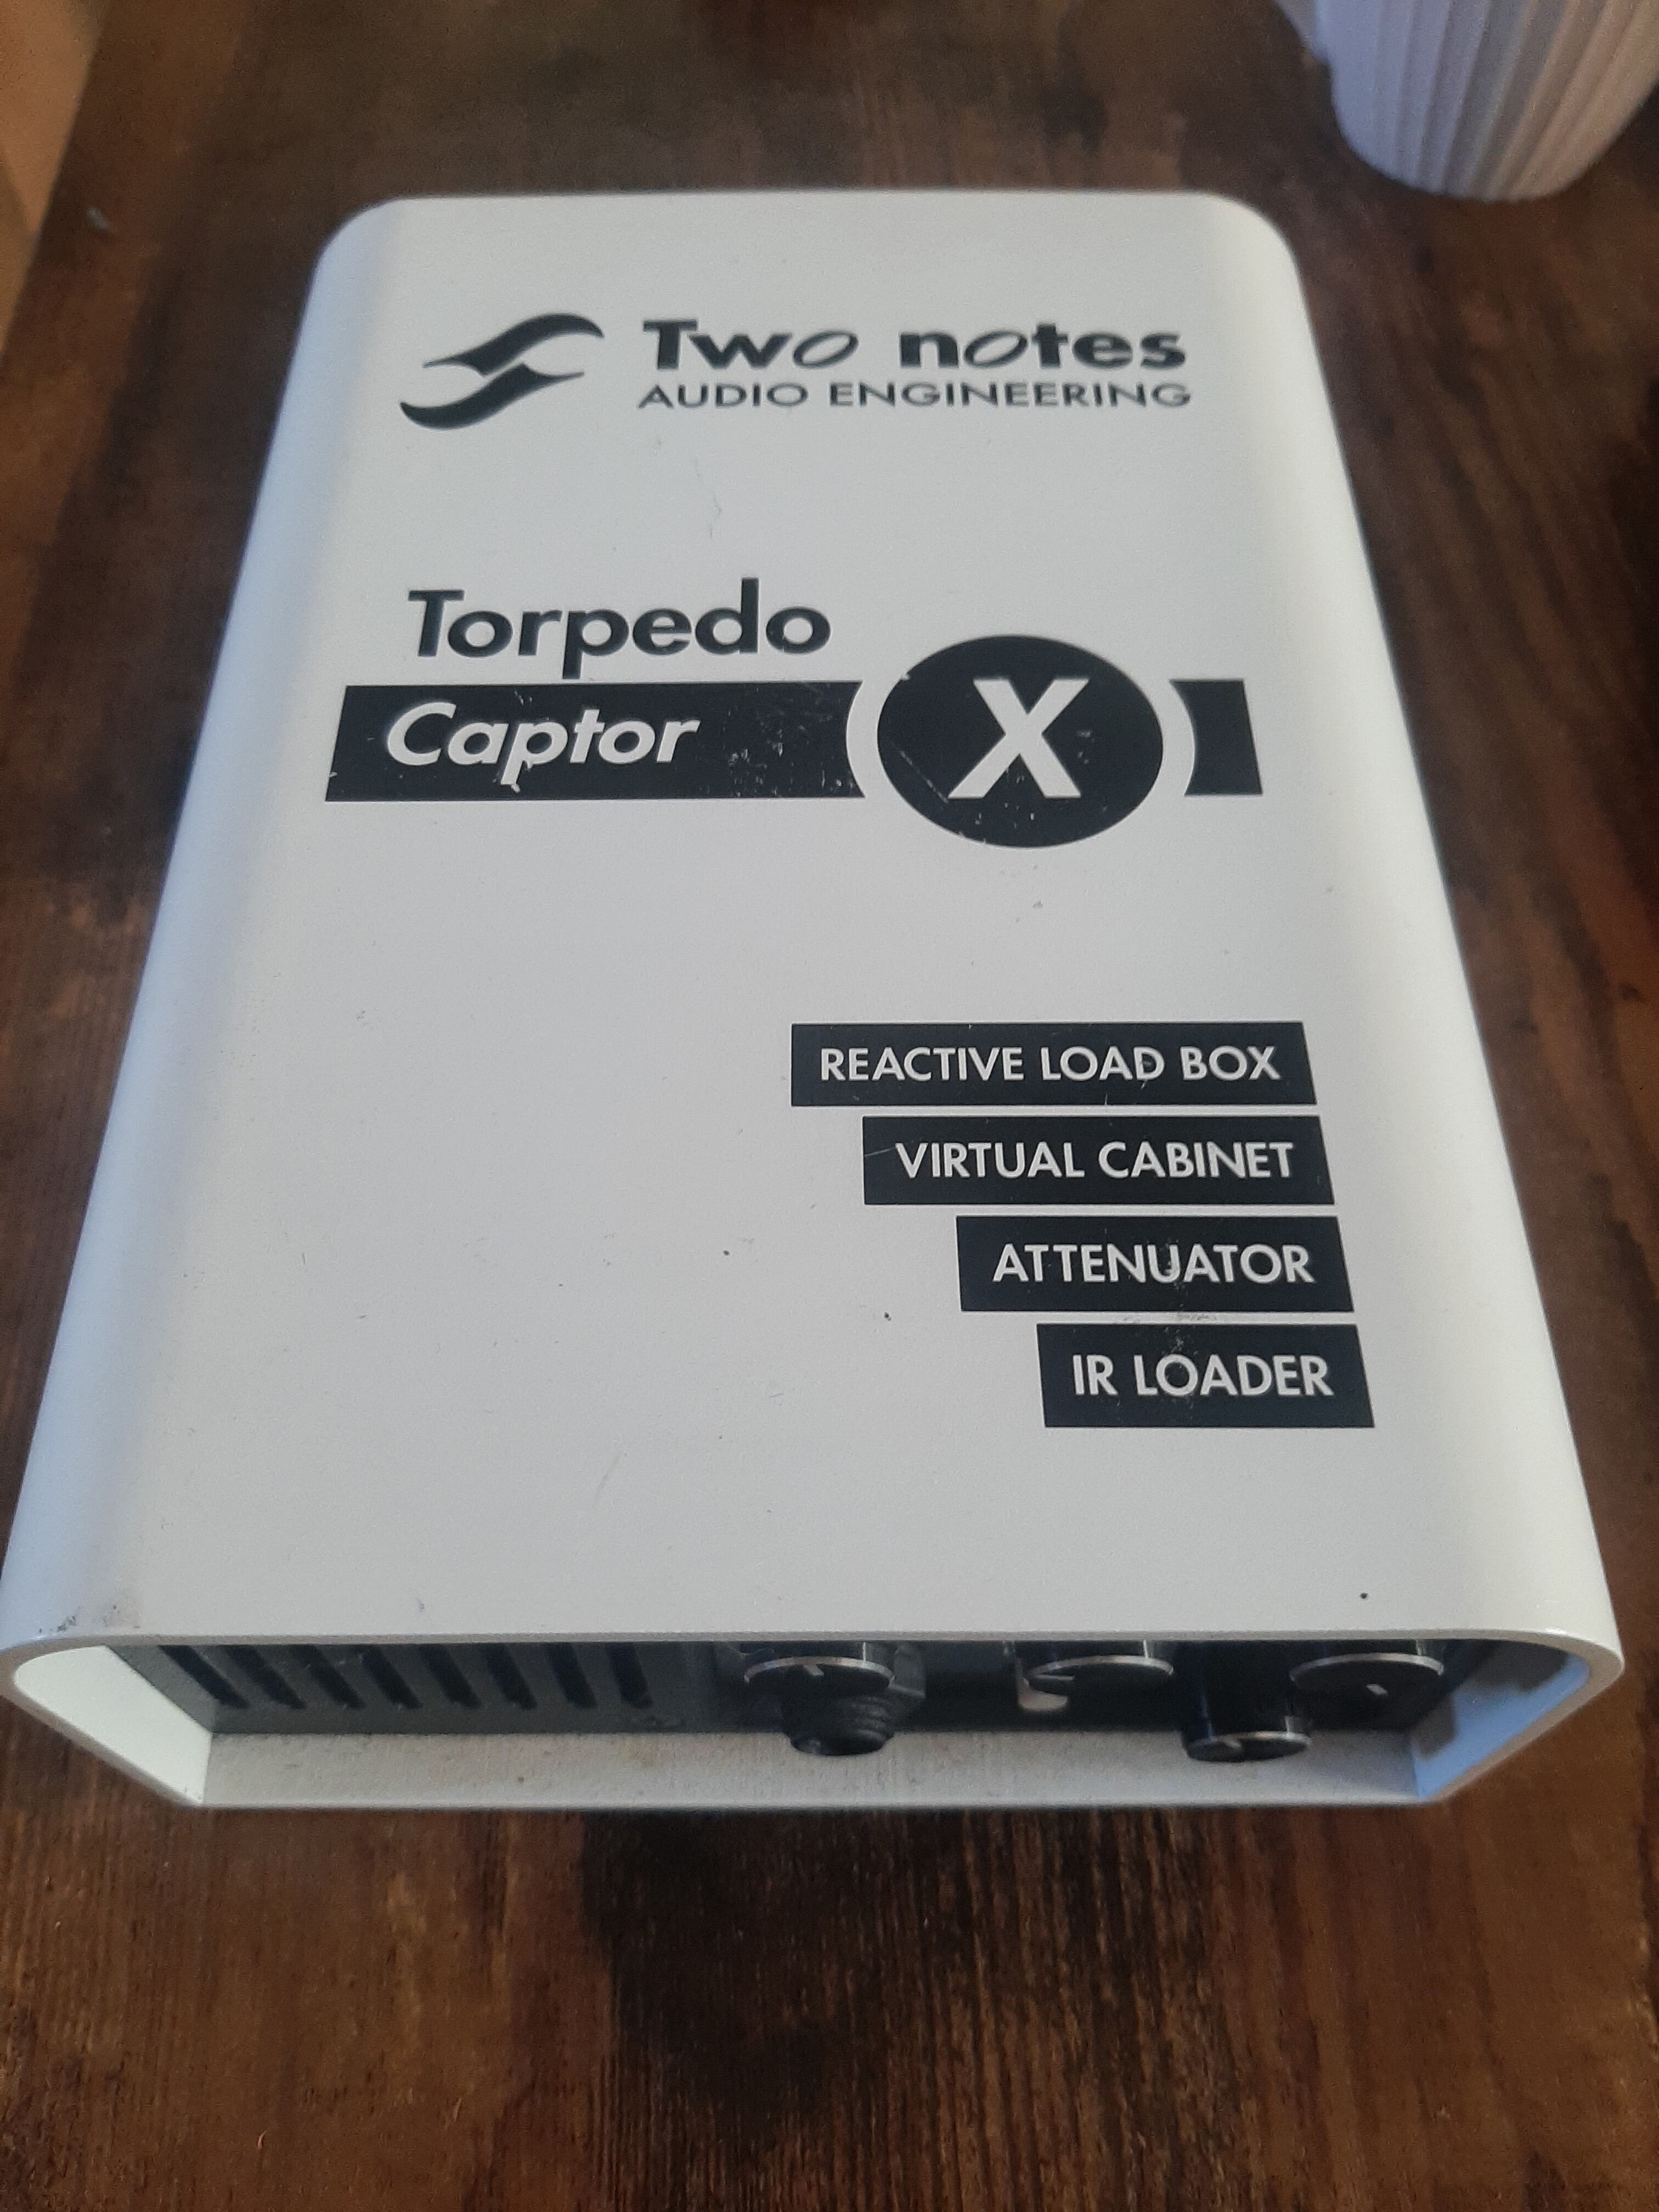 Two notes
AUDIO ENGINEERING
Torpedo
Captor X
REACTIVE LOAD BOX
VIRTUAL CABINET
ATTENUATOR
IR LOADER